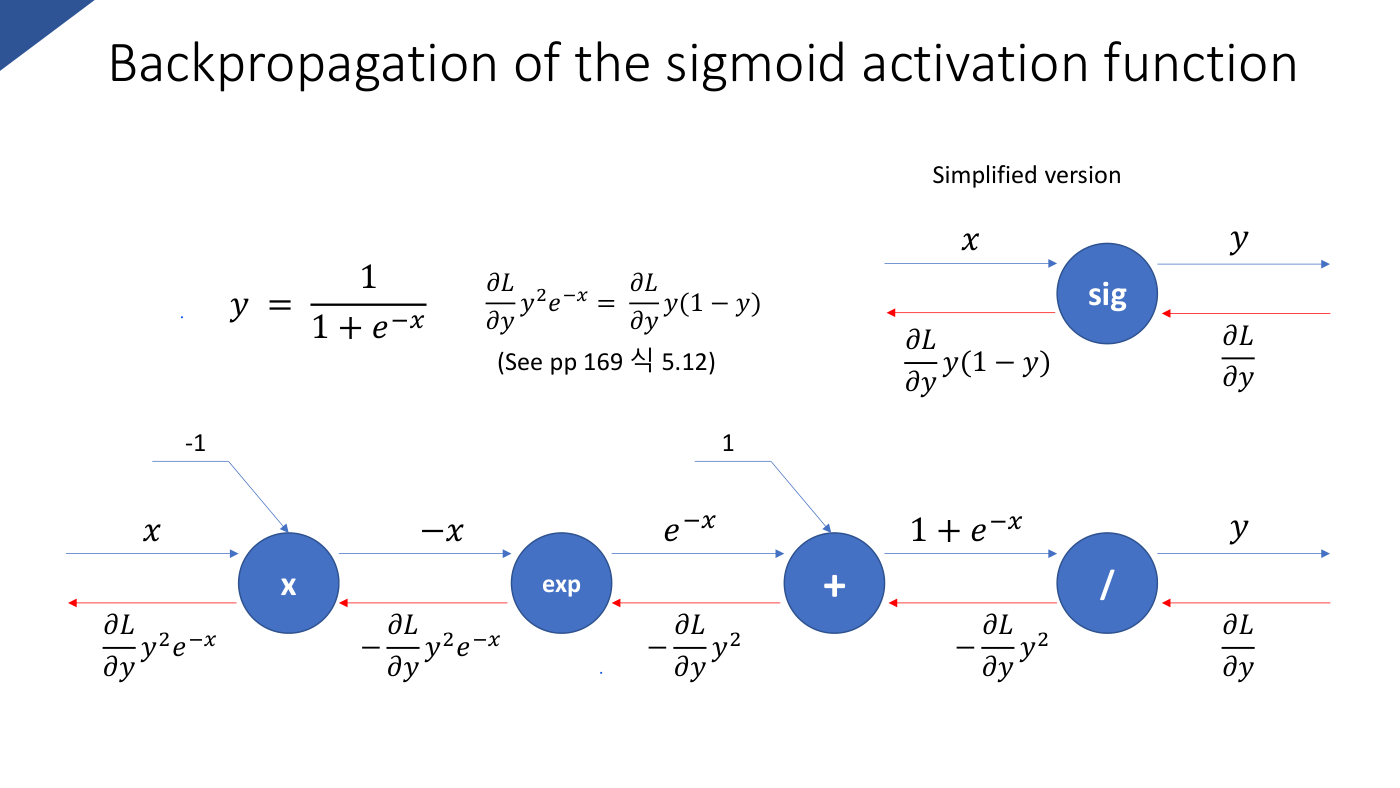 Backpropagation of the sigmoid activation function
Simplified version
x
y
sig
y = 1/(1 + e^{−x})
∂L/∂y y²e^{−x} = ∂L/∂y y(1 − y)
(See pp 169 식 5.12)
∂L/∂y y(1 − y)
∂L/∂y
-1
1
x
−x
e^{−x}
1 + e^{−x}
y
x
exp
+
/
∂L/∂y y²e^{−x}
−∂L/∂y y²e^{−x}
−∂L/∂y y²
−∂L/∂y y²
∂L/∂y